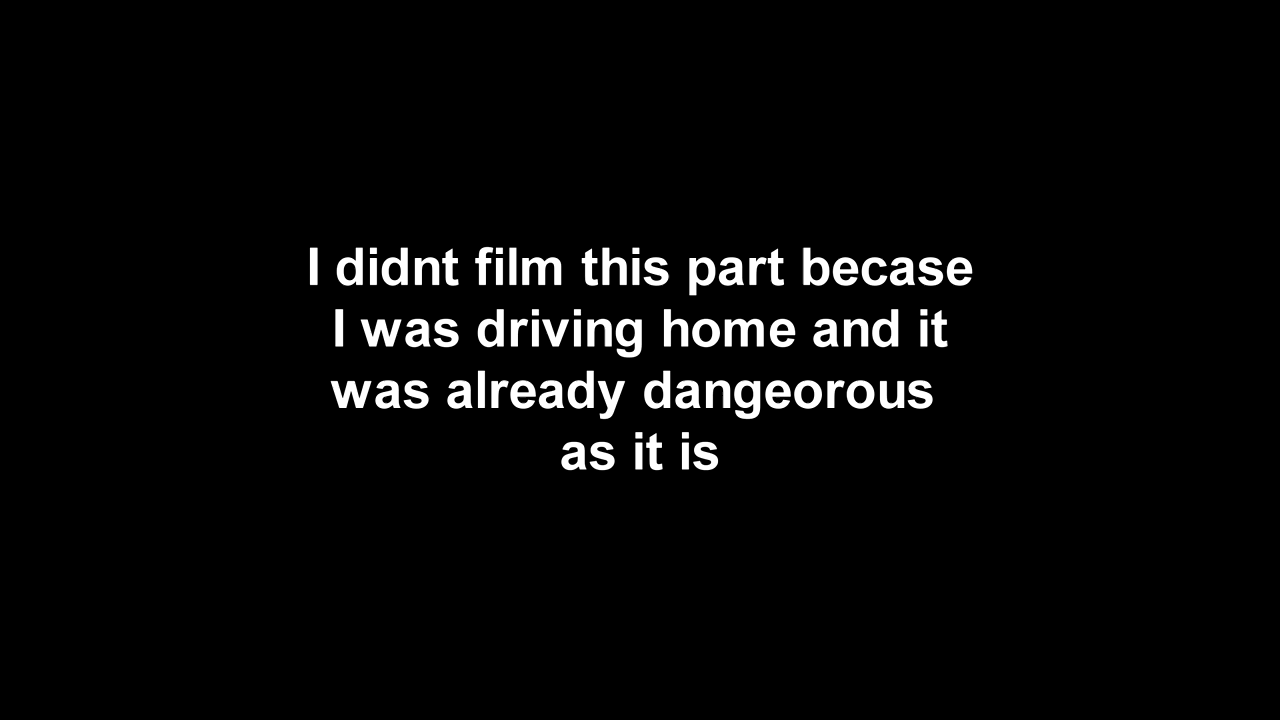 I didnt film this part becase
I was driving home and it
was already dangeorous
as it is